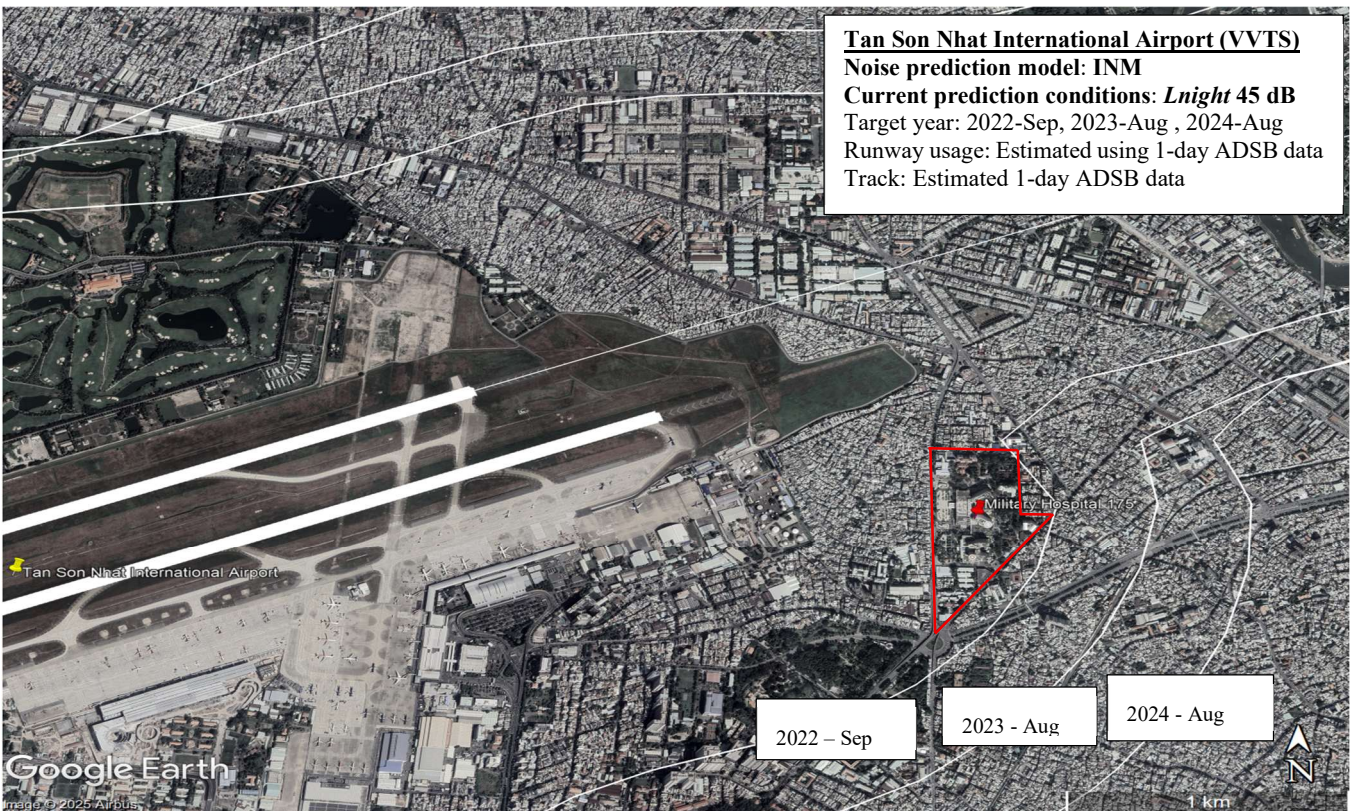 Tan Son Nhat International Airport (VVTS)
Noise prediction model: INM
Current prediction conditions: Lnight 45 dB
Target year: 2022-Sep, 2023-Aug , 2024-Aug
Runway usage: Estimated using 1-day ADSB data
Track: Estimated 1-day ADSB data
Military Hospital 175
Tan Son Nhat International Airport
2022 – Sep
2023 - Aug
2024 - Aug
N
Google Earth
Image © 2025 Airbus
1 km